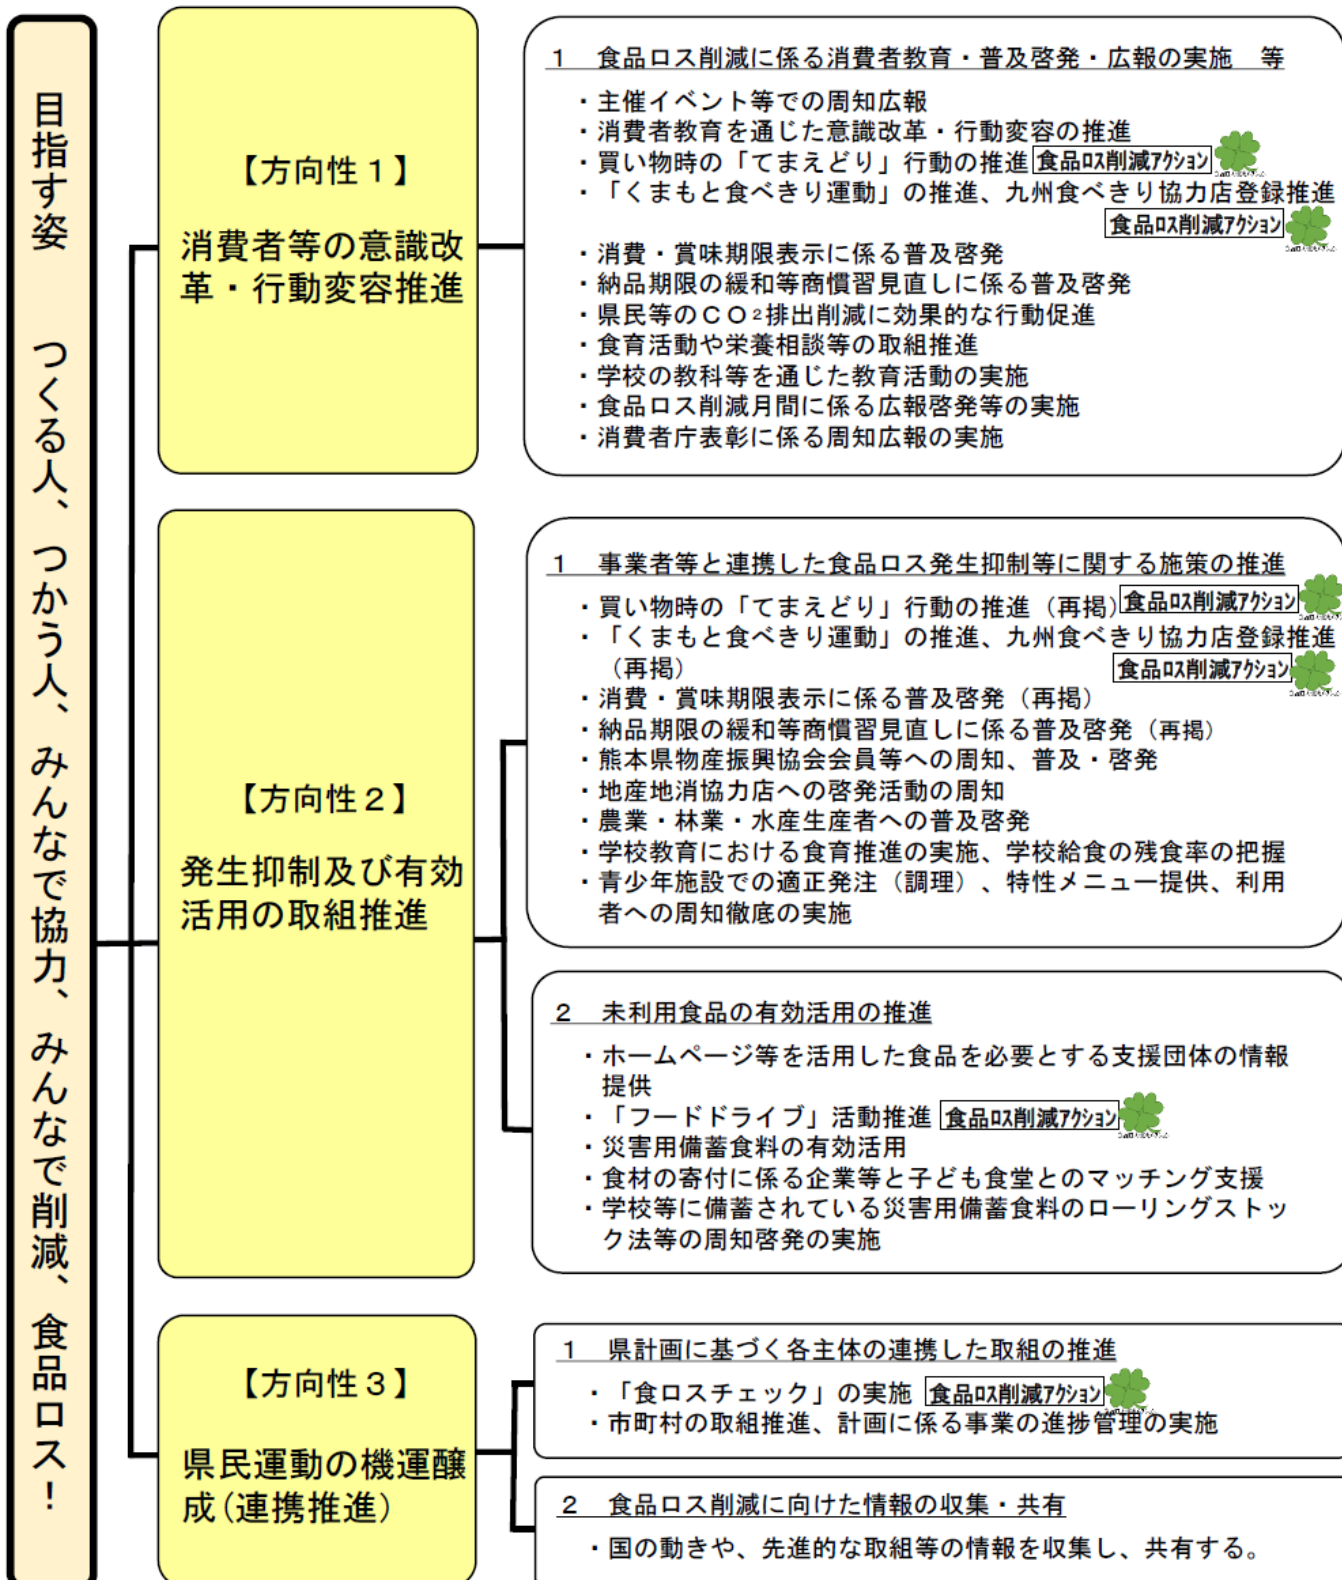 目指す姿　つくる人、つかう人、みんなで協力、みんなで削減、食品ロス！
【方向性１】
消費者等の意識改
革・行動変容推進
１　食品ロス削減に係る消費者教育・普及啓発・広報の実施　等
・主催イベント等での周知広報
・消費者教育を通じた意識改革・行動変容の推進
・買い物時の「てまえどり」行動の推進 食品ロス削減アクション
・「くまもと食べきり運動」の推進、九州食べきり協力店登録推進
食品ロス削減アクション
・消費・賞味期限表示に係る普及啓発
・納品期限の緩和等商慣習見直しに係る普及啓発
・県民等のＣＯ²排出削減に効果的な行動促進
・食育活動や栄養相談等の取組推進
・学校の教科等を通じた教育活動の実施
・食品ロス削減月間に係る広報啓発等の実施
・消費者庁表彰に係る周知広報の実施
【方向性２】
発生抑制及び有効
活用の取組推進
１　事業者等と連携した食品ロス発生抑制等に関する施策の推進
・買い物時の「てまえどり」行動の推進（再掲） 食品ロス削減アクション
・「くまもと食べきり運動」の推進、九州食べきり協力店登録推進
（再掲） 食品ロス削減アクション
・消費・賞味期限表示に係る普及啓発（再掲）
・納品期限の緩和等商慣習見直しに係る普及啓発（再掲）
・熊本県物産振興協会会員等への周知、普及・啓発
・地産地消協力店への啓発活動の周知
・農業・林業・水産生産者への普及啓発
・学校教育における食育推進の実施、学校給食の残食率の把握
・青少年施設での適正発注（調理）、特性メニュー提供、利用
者への周知徹底の実施
２　未利用食品の有効活用の推進
・ホームページ等を活用した食品を必要とする支援団体の情報
提供
・「フードドライブ」活動推進 食品ロス削減アクション
・災害用備蓄食料の有効活用
・食材の寄付に係る企業等と子ども食堂とのマッチング支援
・学校等に備蓄されている災害用備蓄食料のローリングストッ
ク法等の周知啓発の実施
【方向性３】
県民運動の機運醸
成(連携推進)
１　県計画に基づく各主体の連携した取組の推進
・「食ロスチェック」の実施 食品ロス削減アクション
・市町村の取組推進、計画に係る事業の進捗管理の実施
２　食品ロス削減に向けた情報の収集・共有
・国の動きや、先進的な取組等の情報を収集し、共有する。